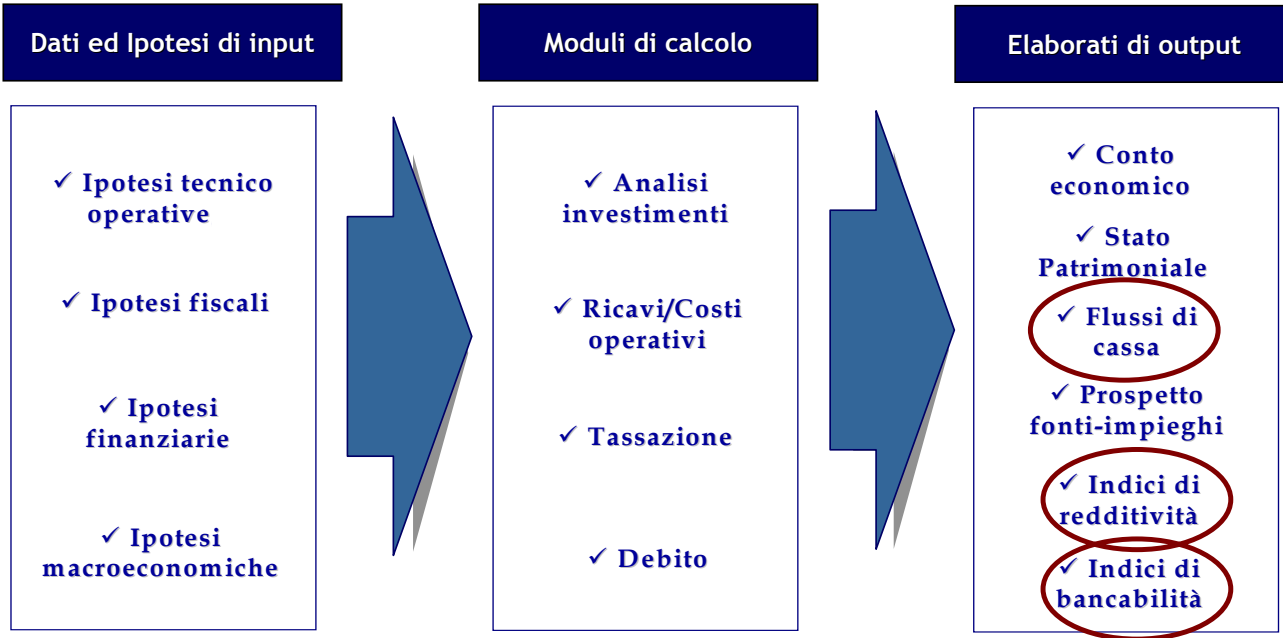 Dati ed Ipotesi di input
✓ Ipotesi tecnico
operative
✓ Ipotesi fiscali
✓ Ipotesi
finanziarie
✓ Ipotesi
macroeconomiche
Moduli di calcolo
✓ Analisi
investimenti
✓ Ricavi/Costi
operativi
✓ Tassazione
✓ Debito
Elaborati di output
✓ Conto
economico
✓ Stato
Patrimoniale
✓ Flussi di
cassa
✓ Prospetto
fonti-impieghi
✓ Indici di
redditività
✓ Indici di
bancabilità